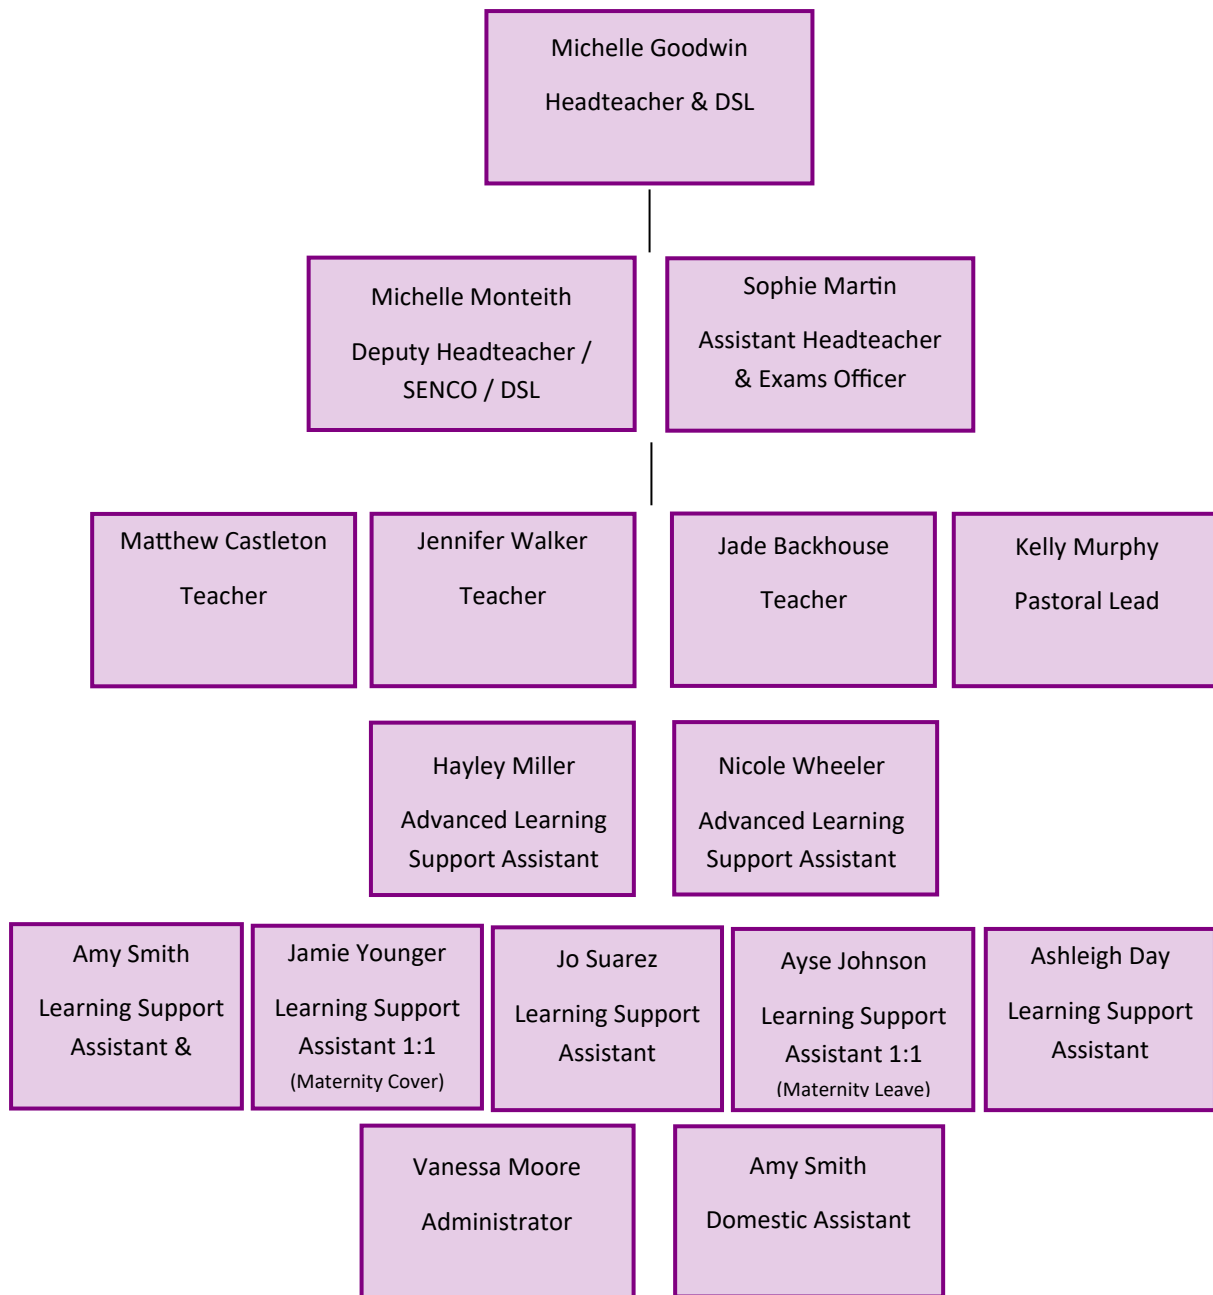 Michelle Goodwin
Headteacher & DSL
Michelle Monteith
Deputy Headteacher /
SENCO / DSL
Sophie Martin
Assistant Headteacher
& Exams Officer
Matthew Castleton
Teacher
Jennifer Walker
Teacher
Jade Backhouse
Teacher
Kelly Murphy
Pastoral Lead
Hayley Miller
Advanced Learning
Support Assistant
Nicole Wheeler
Advanced Learning
Support Assistant
Amy Smith
Learning Support
Assistant &
Jamie Younger
Learning Support
Assistant 1:1
(Maternity Cover)
Jo Suarez
Learning Support
Assistant
Ayse Johnson
Learning Support
Assistant 1:1
(Maternity Leave)
Ashleigh Day
Learning Support
Assistant
Vanessa Moore
Administrator
Amy Smith
Domestic Assistant